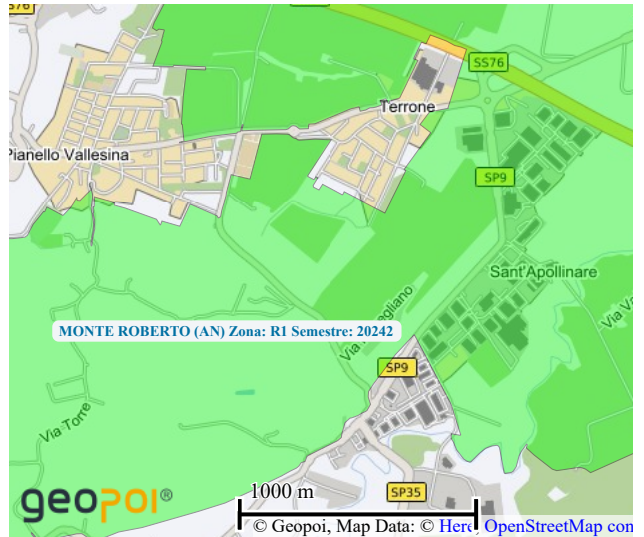 S76
SS76
Terrone
Pianello Vallesina
SP9
Sant'Apollinare
MONTE ROBERTO (AN) Zona: R1 Semestre: 20242
SP9
Via Torre
geopoi®
1000 m
SP35
© Geopoi, Map Data: © Here, OpenStreetMap con